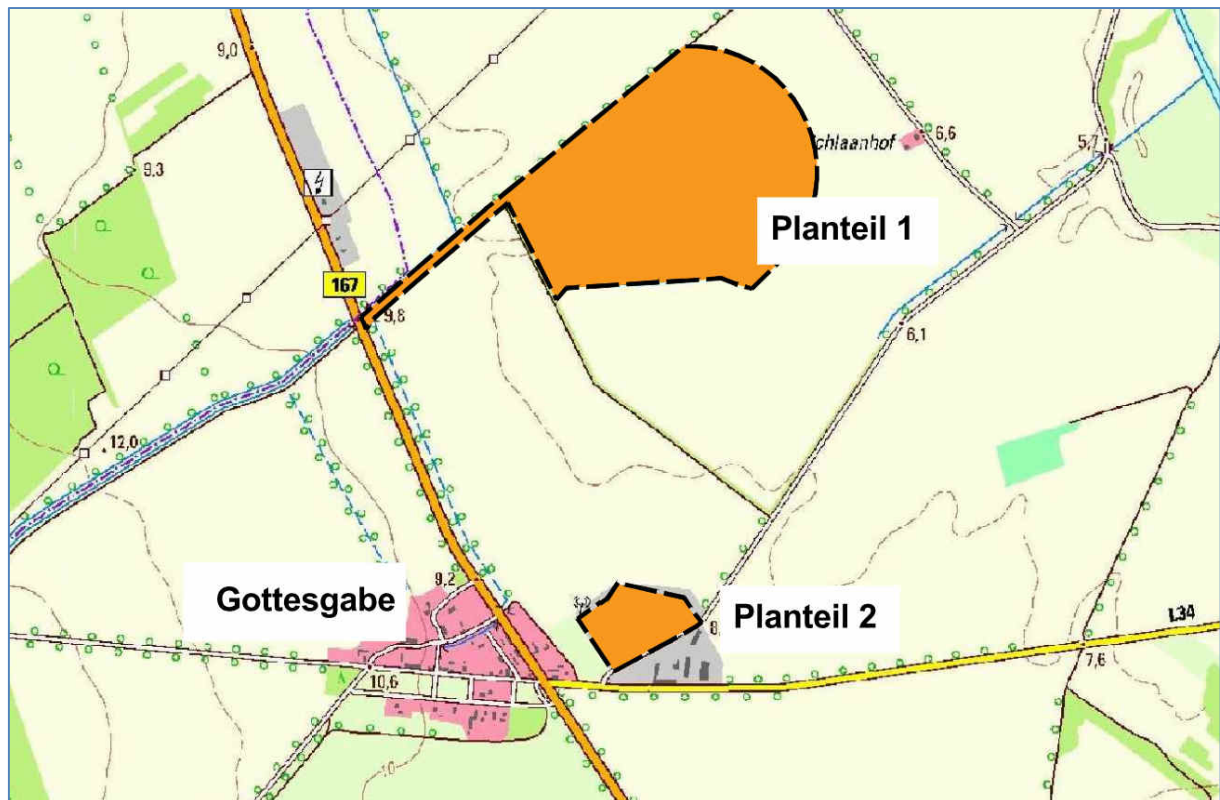 9,0
9,3
chlaanhof
6,6
5,7
Planteil 1
167
9,8
6,1
12,0
9,2
Gottesgabe
Planteil 2
8,
L34
7,6
10,6
10